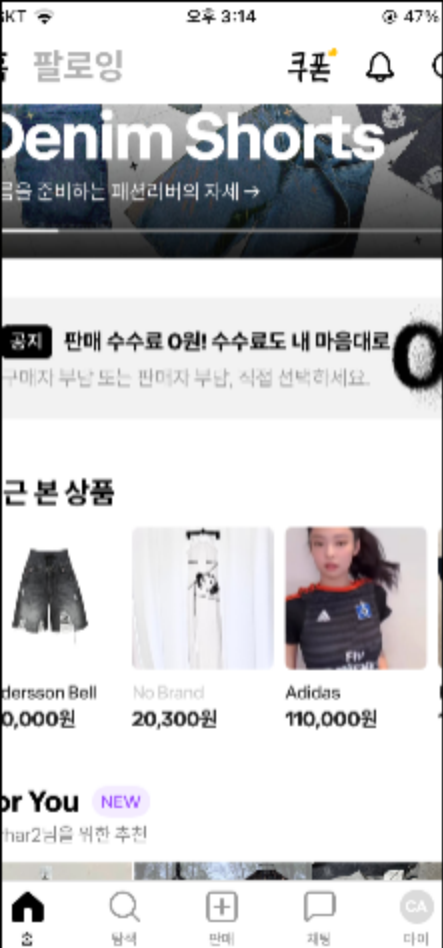 SKT 오후 3:14 47%
홈 팔로잉 쿠폰
Denim Shorts
름을 준비하는 패션리버의 자세 →
공지 판매 수수료 0원! 수수료도 내 마음대로
구매자 부담 또는 판매자 부담, 직접 선택하세요.
0
근 본 상품
dersson Bell No Brand Adidas
0,000원 20,300원 110,000원
or You NEW
har2님을 위한 추천
CA
홈 탐색 판매 채팅 마이